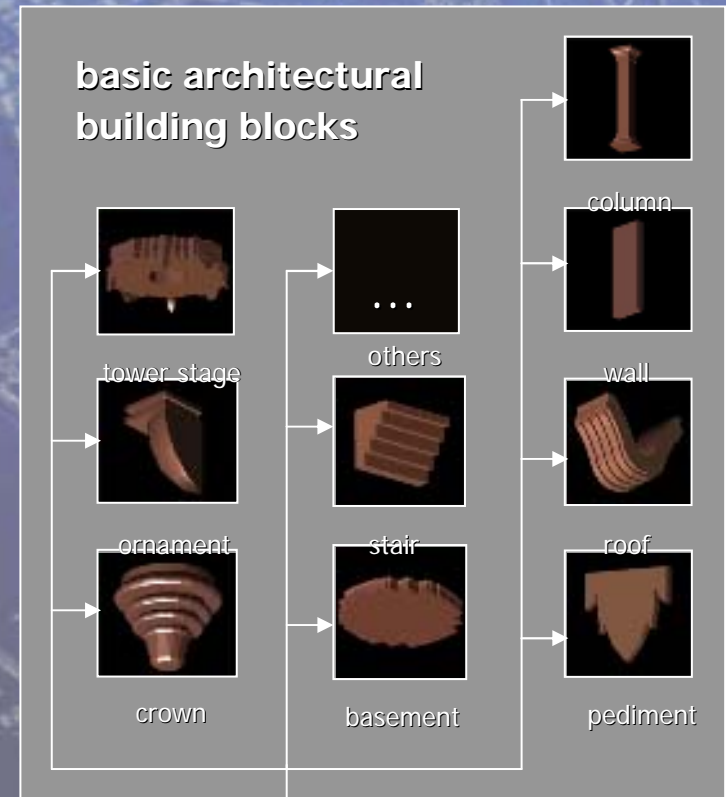 basic architectural
building blocks
column
...
others
tower stage
wall
ornament
stair
roof
crown
basement
pediment